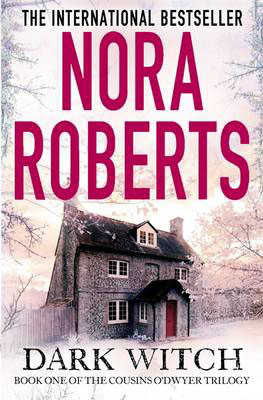 THE INTERNATIONAL BESTSELLER
NORA
ROBERTS
DARK WITCH
BOOK ONE OF THE COUSINS O'DWYER TRILOGY